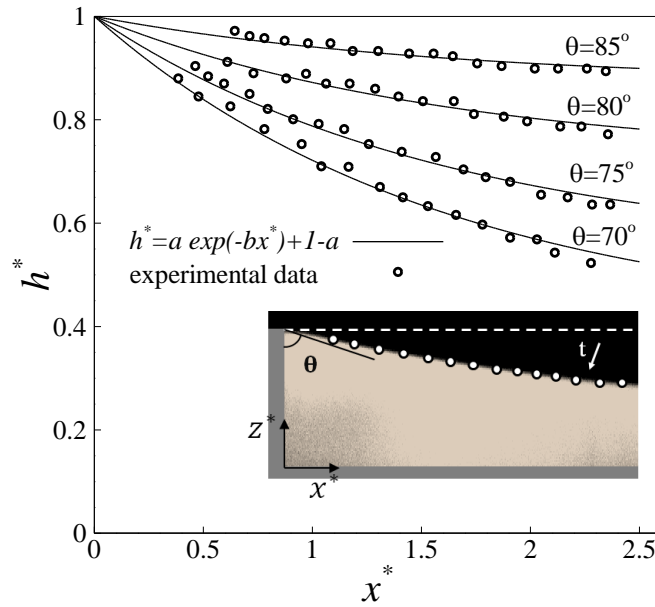 1
0.8
0.6
0.4
0.2
0
h*
θ=85°
θ=80°
θ=75°
θ=70°
h*=a exp(-bx*)+1-a
experimental data
t
θ
z*
x*
0 0.5 1 1.5 2 2.5
x*